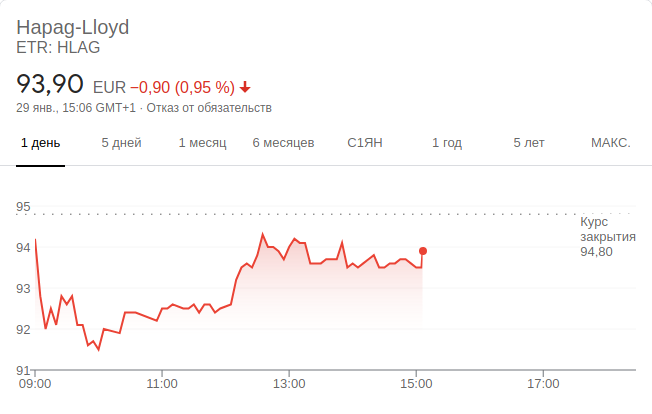 Hapag-Lloyd
ETR: HLAG
93,90 EUR −0,90 (0,95 %)
29 янв., 15:06 GMT+1 · Отказ от обязательств
1 день 5 дней 1 месяц 6 месяцев С1ЯН 1 год 5 лет МАКС.
95
Курс
закрытия
94,80
94
93
92
91
09:00 11:00 13:00 15:00 17:00